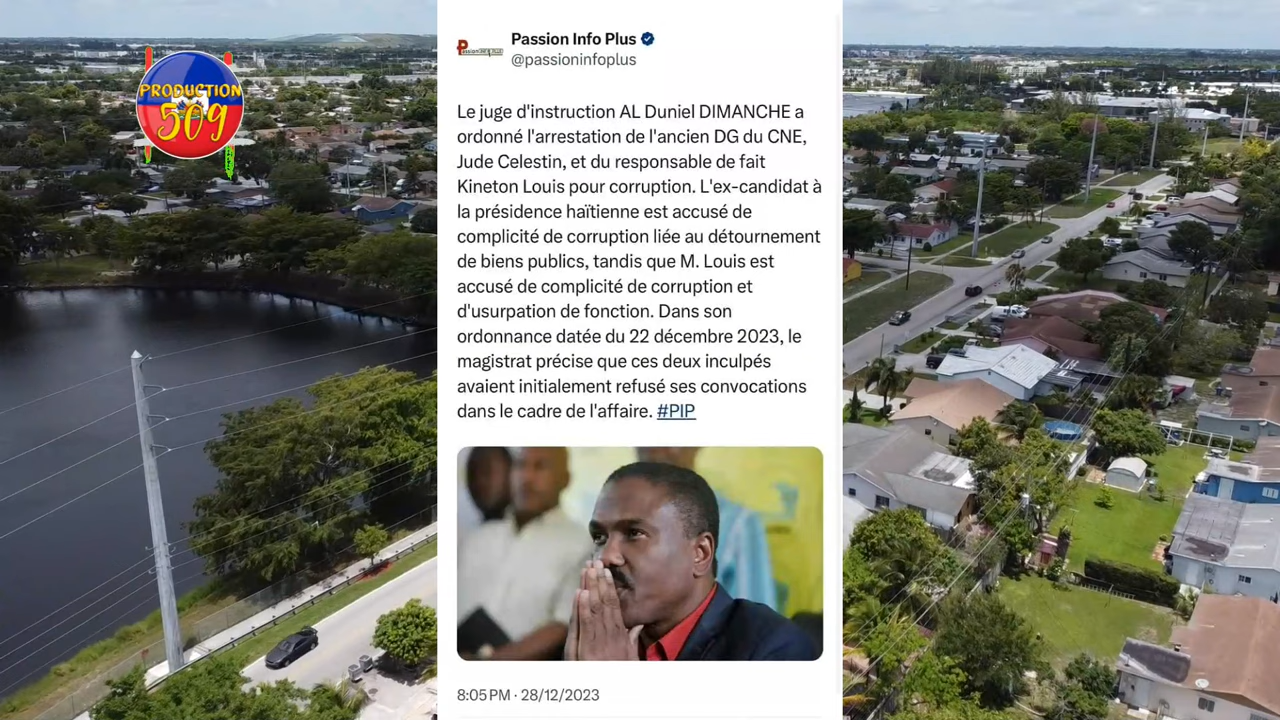 PRODUCTION
509
Passion Info Plus
@passioninfoplus
Le juge d'instruction AL Duniel DIMANCHE a
ordonné l'arrestation de l'ancien DG du CNE,
Jude Celestin, et du responsable de fait
Kineton Louis pour corruption. L'ex-candidat à
la présidence haïtienne est accusé de
complicité de corruption liée au détournement
de biens publics, tandis que M. Louis est
accusé de complicité de corruption et
d'usurpation de fonction. Dans son
ordonnance datée du 22 décembre 2023, le
magistrat précise que ces deux inculpés
avaient initialement refusé ses convocations
dans le cadre de l'affaire. #PIP
8:05 PM · 28/12/2023